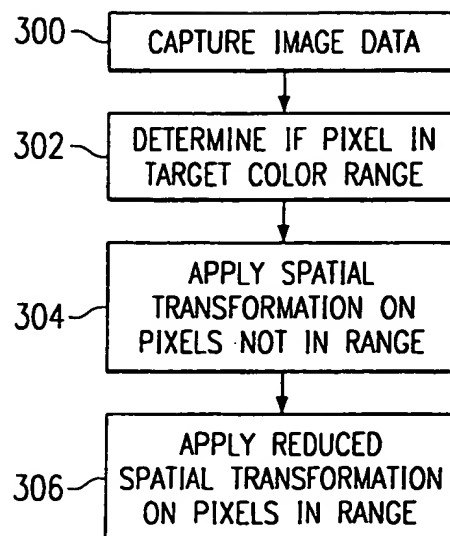 300
CAPTURE IMAGE DATA
302
DETERMINE IF PIXEL IN
TARGET COLOR RANGE
304
APPLY SPATIAL
TRANSFORMATION ON
PIXELS NOT IN RANGE
306
APPLY REDUCED
SPATIAL TRANSFORMATION
ON PIXELS IN RANGE